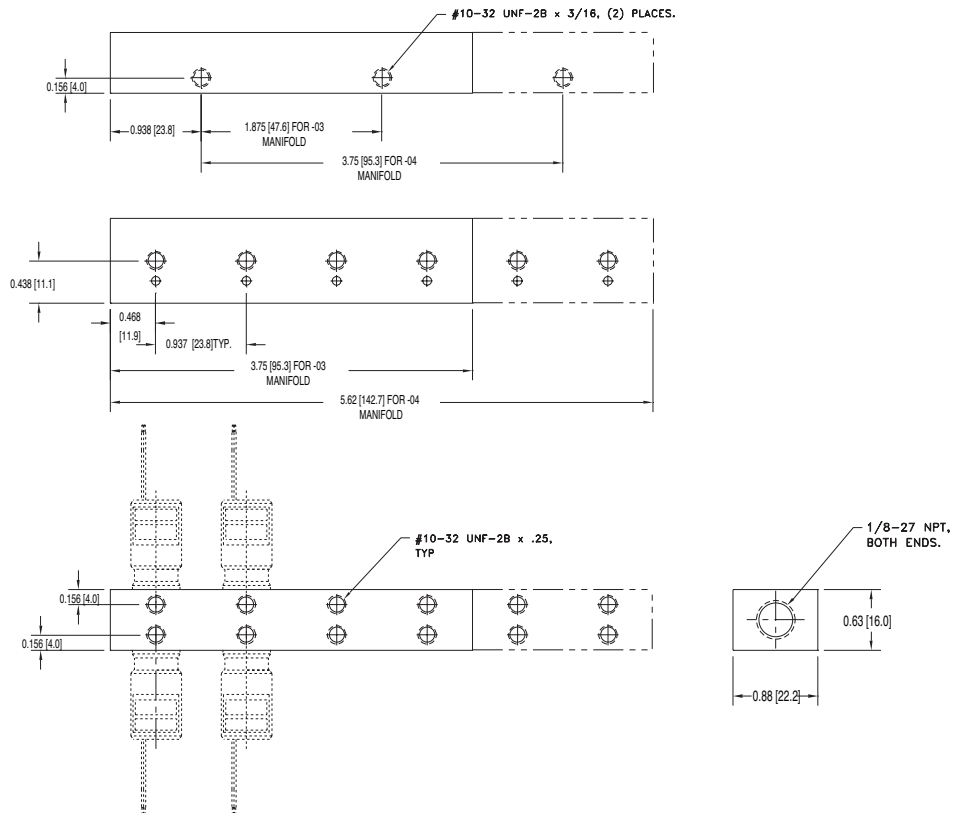 #10-32 UNF-2B x 3/16, (2) PLACES.
0.156 [4.0]
0.938 [23.8]
1.875 [47.6] FOR -03
MANIFOLD
3.75 [95.3] FOR -04
MANIFOLD
0.438 [11.1]
0.468
[11.9]
0.937 [23.8]TYP.
3.75 [95.3] FOR -03
MANIFOLD
5.62 [142.7] FOR -04
MANIFOLD
#10-32 UNF-2B x .25,
TYP
0.156 [4.0]
0.156 [4.0]
1/8-27 NPT,
BOTH ENDS.
0.63 [16.0]
0.88 [22.2]